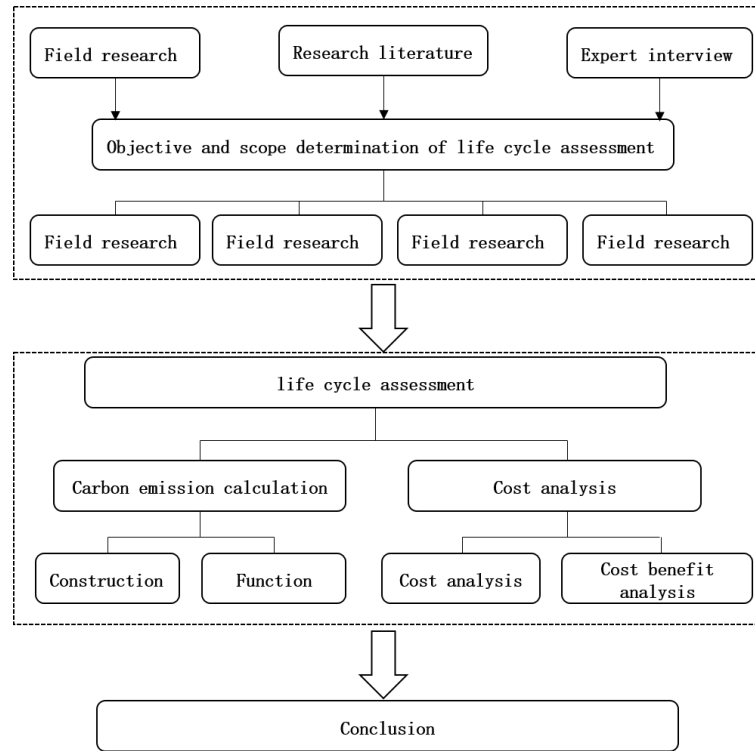 Field research
Research literature
Expert interview
Objective and scope determination of life cycle assessment
Field research
Field research
Field research
Field research
life cycle assessment
Carbon emission calculation
Cost analysis
Construction
Function
Cost analysis
Cost benefit
analysis
Conclusion